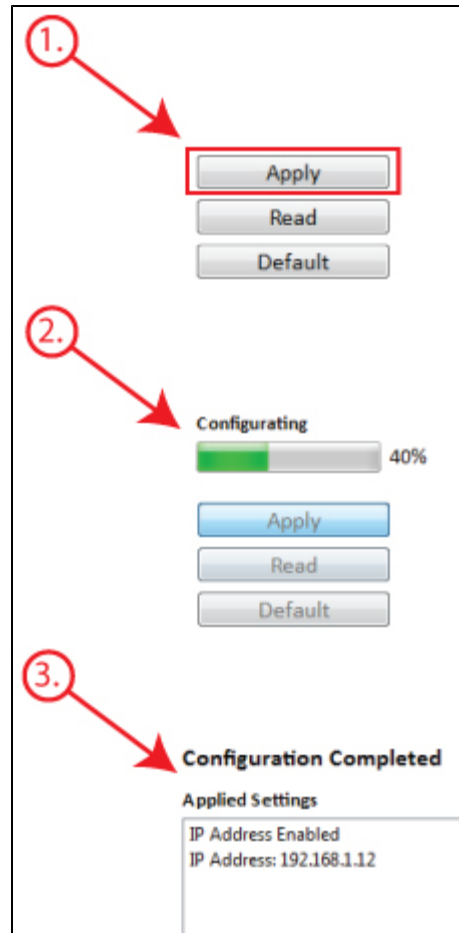 1.
Apply
Read
Default
2.
Configurating
40%
Apply
Read
Default
3.
Configuration Completed
Applied Settings
IP Address Enabled
IP Address: 192.168.1.12